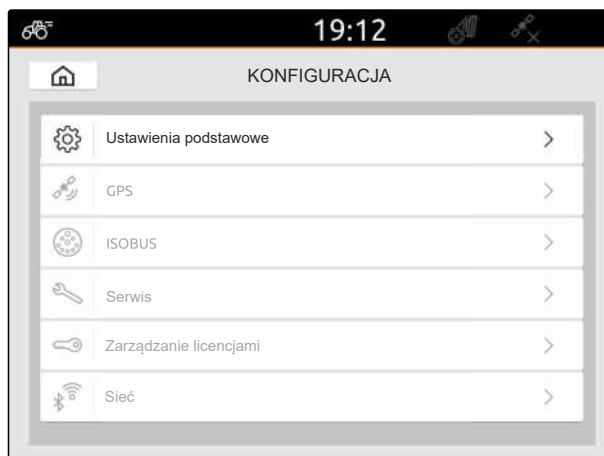 19:12
KONFIGURACJA
Ustawienia podstawowe
GPS
ISOBUS
Serwis
Zarządzanie licencjami
Sieć